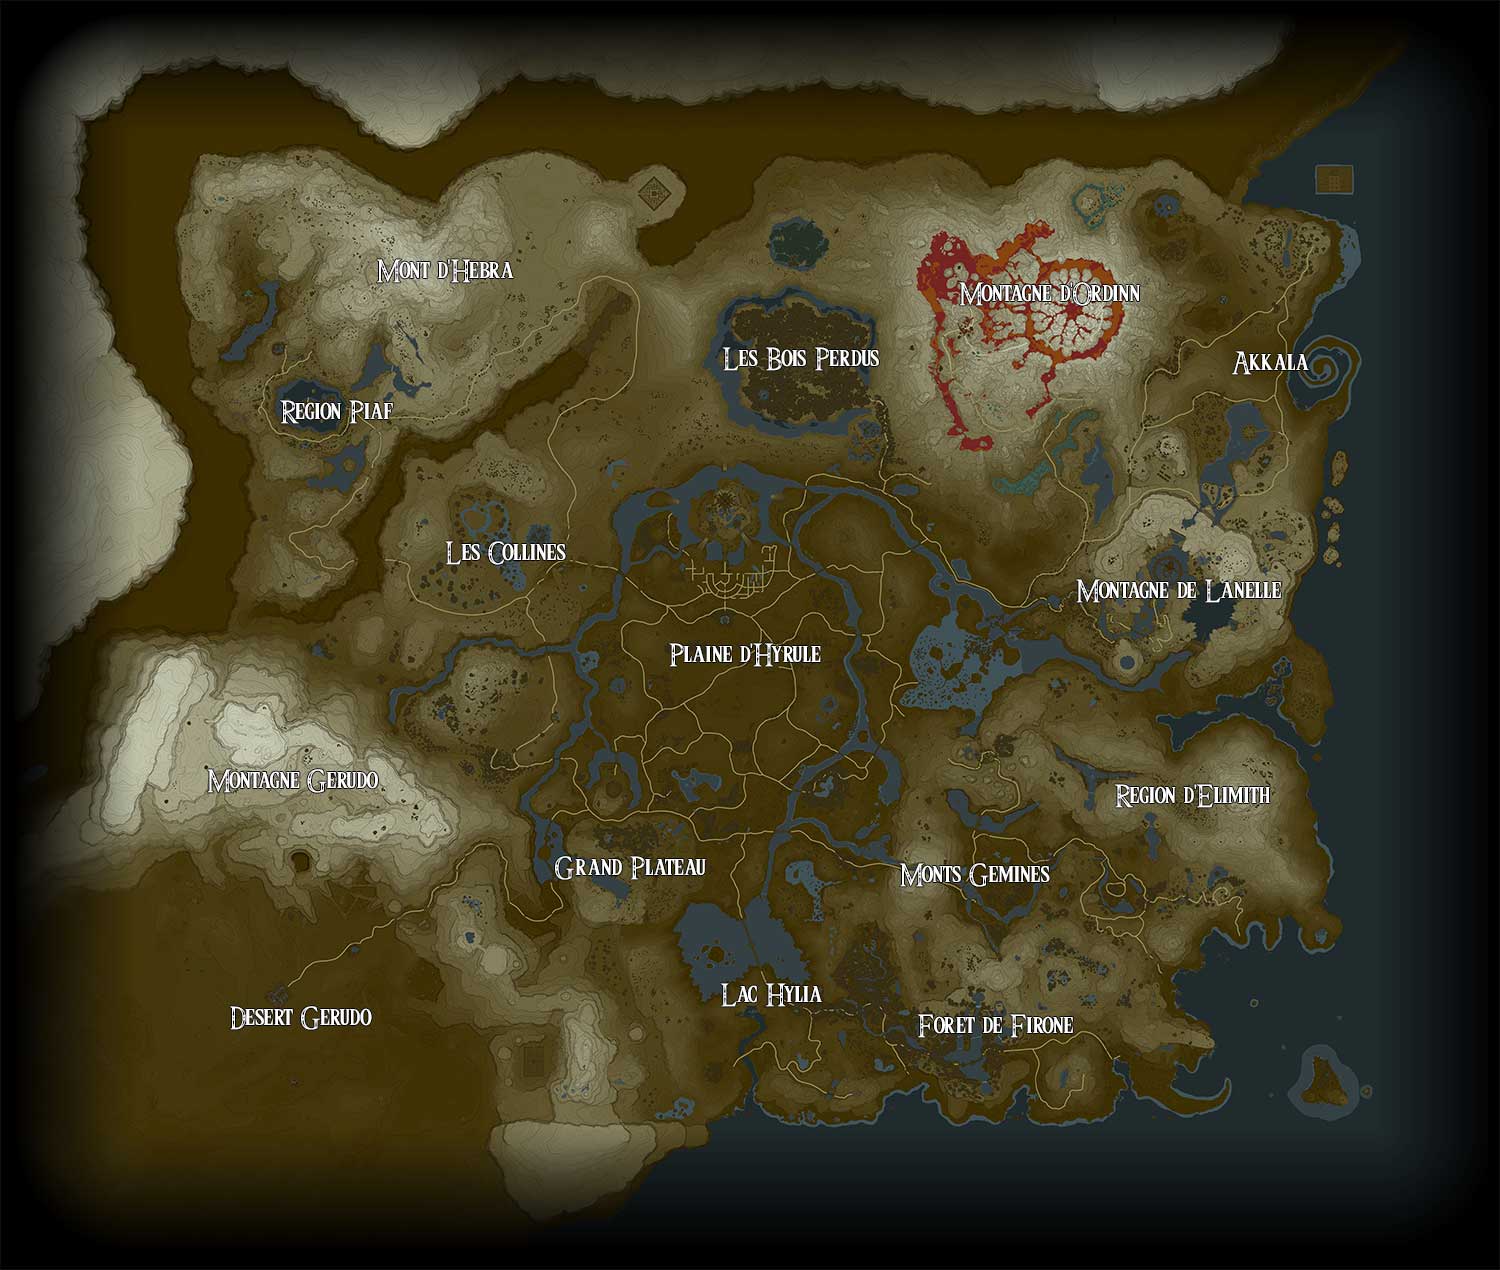 Mont d'Hebra
Montagne d'Ordinn
Les Bois Perdus
Akkala
Region Piaf
Les Collines
Montagne de Lanelle
Plaine d'Hyrule
Montagne Gerudo
Region d'Elimith
Grand Plateau
Monts Gemines
Lac Hylia
Desert Gerudo
Foret de Firone